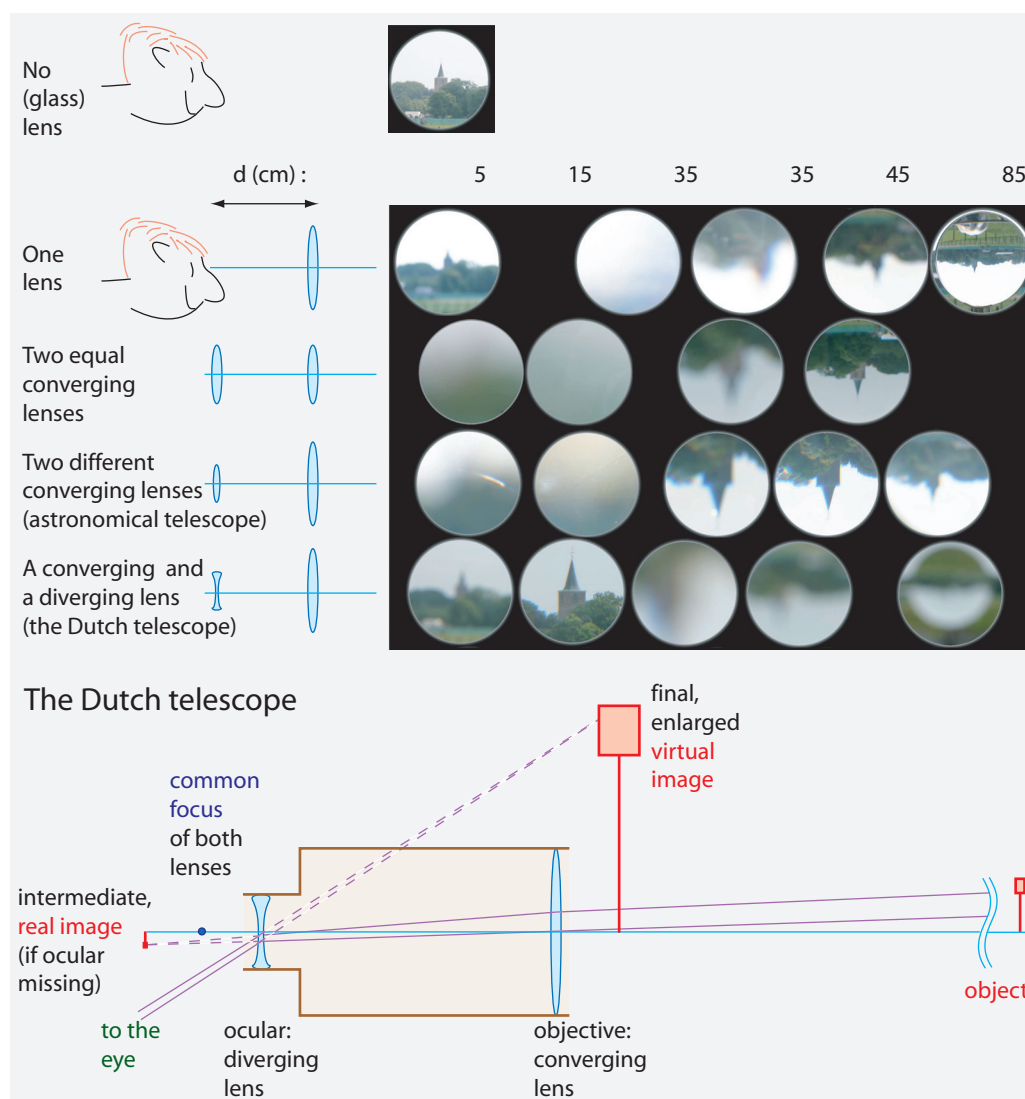 No
(glass)
lens
d (cm) :
5 15 35 35 45 85
One
lens
Two equal
converging
lenses
Two different
converging lenses
(astronomical telescope)
A converging and
a diverging lens
(the Dutch telescope)
The Dutch telescope
final,
enlarged
virtual
image
common
focus
of both
lenses
intermediate,
real image
(if ocular
missing)
object
to the
eye
ocular:
diverging
lens
objective:
converging
lens